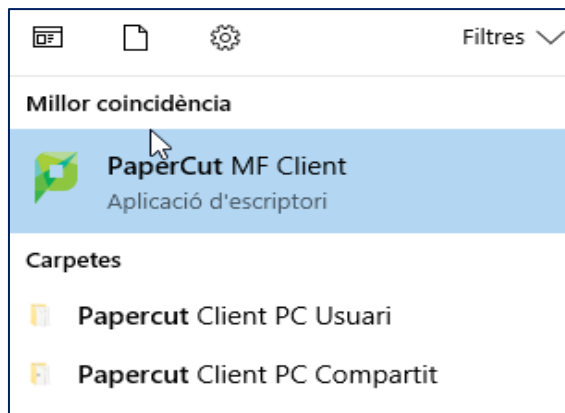 Filtres
Millor coincidència
PaperCut MF Client
Aplicació d'escriptori
Carpetes
Papercut Client PC Usuari
Papercut Client PC Compartit